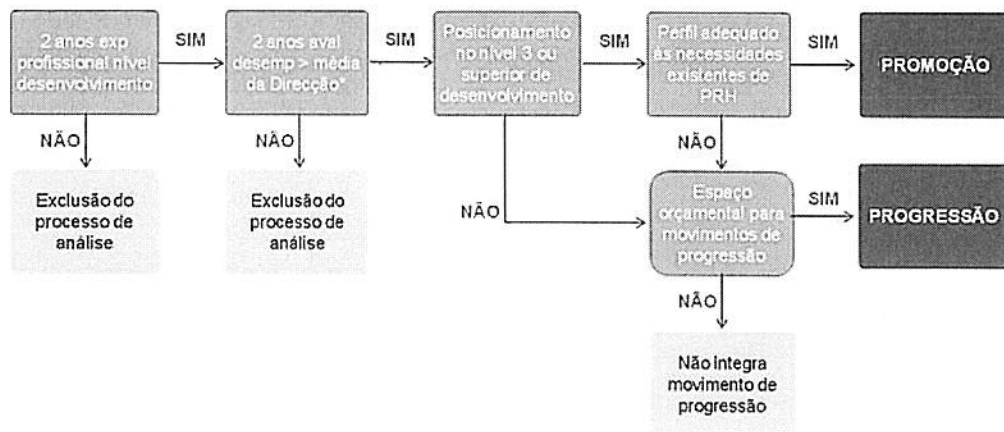 2 anos exp
profissional nível
desenvolvimento
SIM
2 anos aval
desemp > média
da Direcção*
SIM
Posicionamento
no nível 3 ou
superior de
desenvolvimento
SIM
Perfil adequado
às necessidades
existentes de
PRH
SIM
PROMOÇÃO
NÃO
NÃO
NÃO
Exclusão do
processo de
análise
Exclusão do
processo de
análise
NÃO
Espaço
orçamental para
movimentos de
progressão
SIM
PROGRESSÃO
NÃO
Não integra
movimento de
progressão